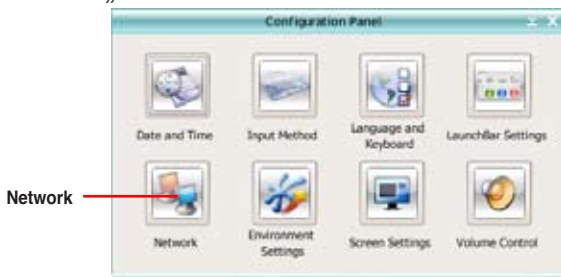 „
Configuration Panel
Date and Time
Input Method
Language and
Keyboard
LaunchBar Settings
Network
Network
Environment
Settings
Screen Settings
Volume Control